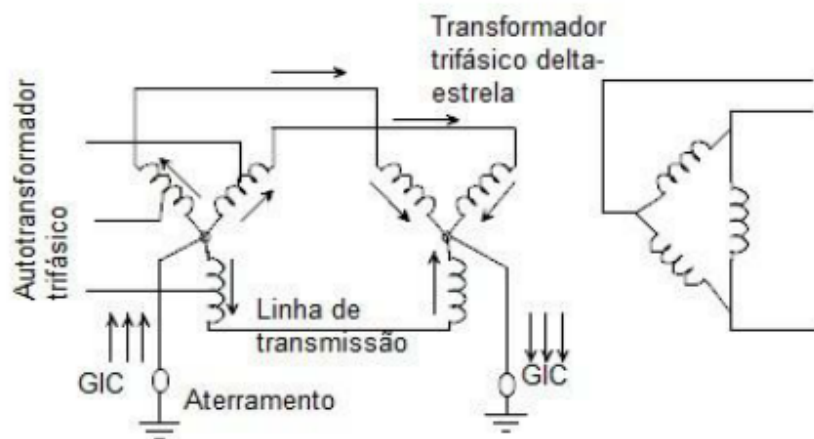 Transformador
trifásico delta-
estrela
Autotransformador
trifásico
Linha de
transmissão
GIC
GIC
Aterramento